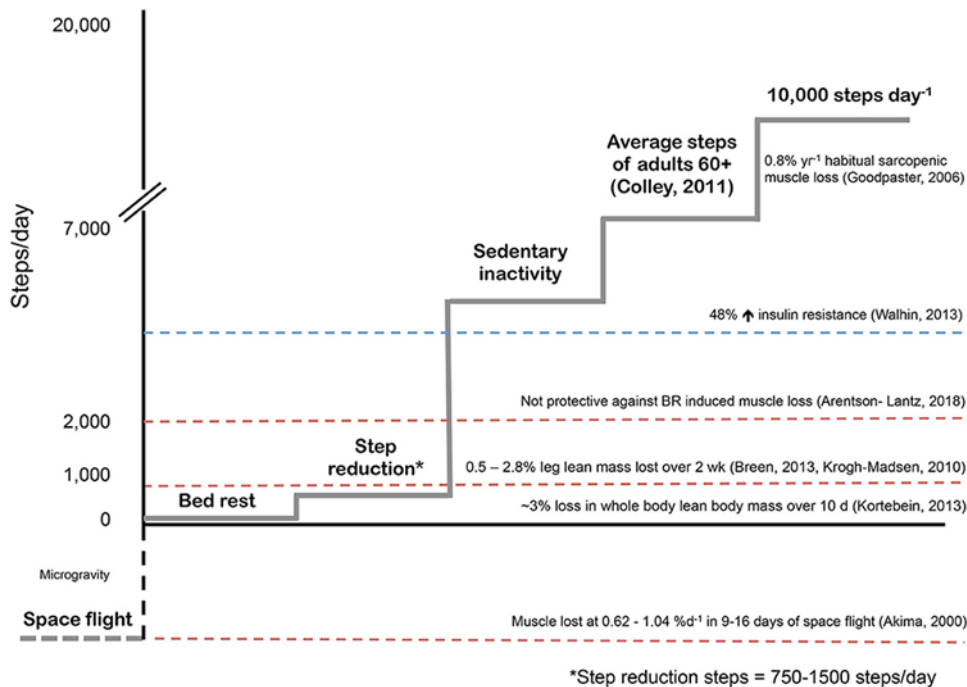 20,000
10,000 steps day-1
Average steps
of adults 60+
(Colley, 2011)
0.8% yr-1 habitual sarcopenic
muscle loss (Goodpaster, 2006)
7,000
Steps/day
Sedentary
inactivity
48% ↑ insulin resistance (Walhin, 2013)
Not protective against BR induced muscle loss (Arentson- Lantz, 2018)
2,000
Step
reduction*
1,000
0.5 – 2.8% leg lean mass lost over 2 wk (Breen, 2013, Krogh-Madsen, 2010)
Bed rest
~3% loss in whole body lean body mass over 10 d (Kortebein, 2013)
0
Microgravity
Space flight
Muscle lost at 0.62 - 1.04 %d-1 in 9-16 days of space flight (Akima, 2000)
*Step reduction steps = 750-1500 steps/day